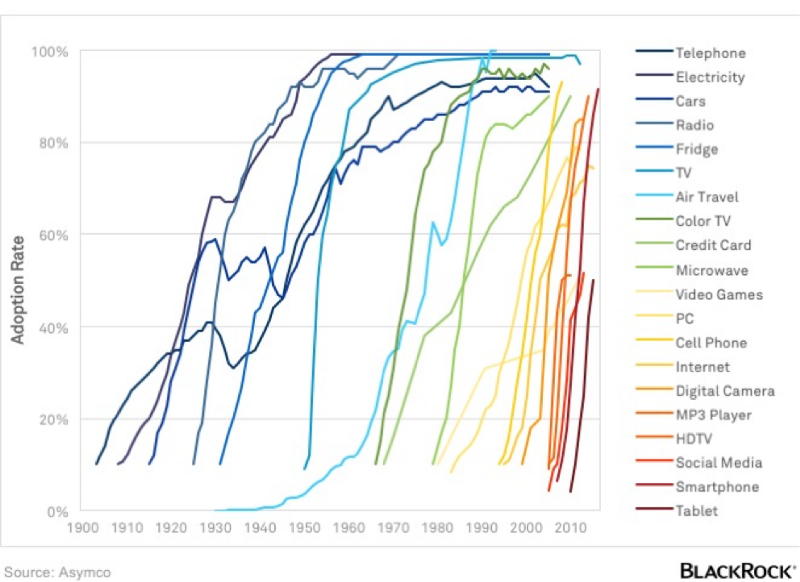 100%
80%
60%
40%
20%
0%
Adoption Rate
1900 1910 1920 1930 1940 1950 1960 1970 1980 1990 2000 2010
Telephone
Electricity
Cars
Radio
Fridge
TV
Air Travel
Color TV
Credit Card
Microwave
Video Games
PC
Cell Phone
Internet
Digital Camera
MP3 Player
HDTV
Social Media
Smartphone
Tablet
Source: Asymco
BLACKROCK®